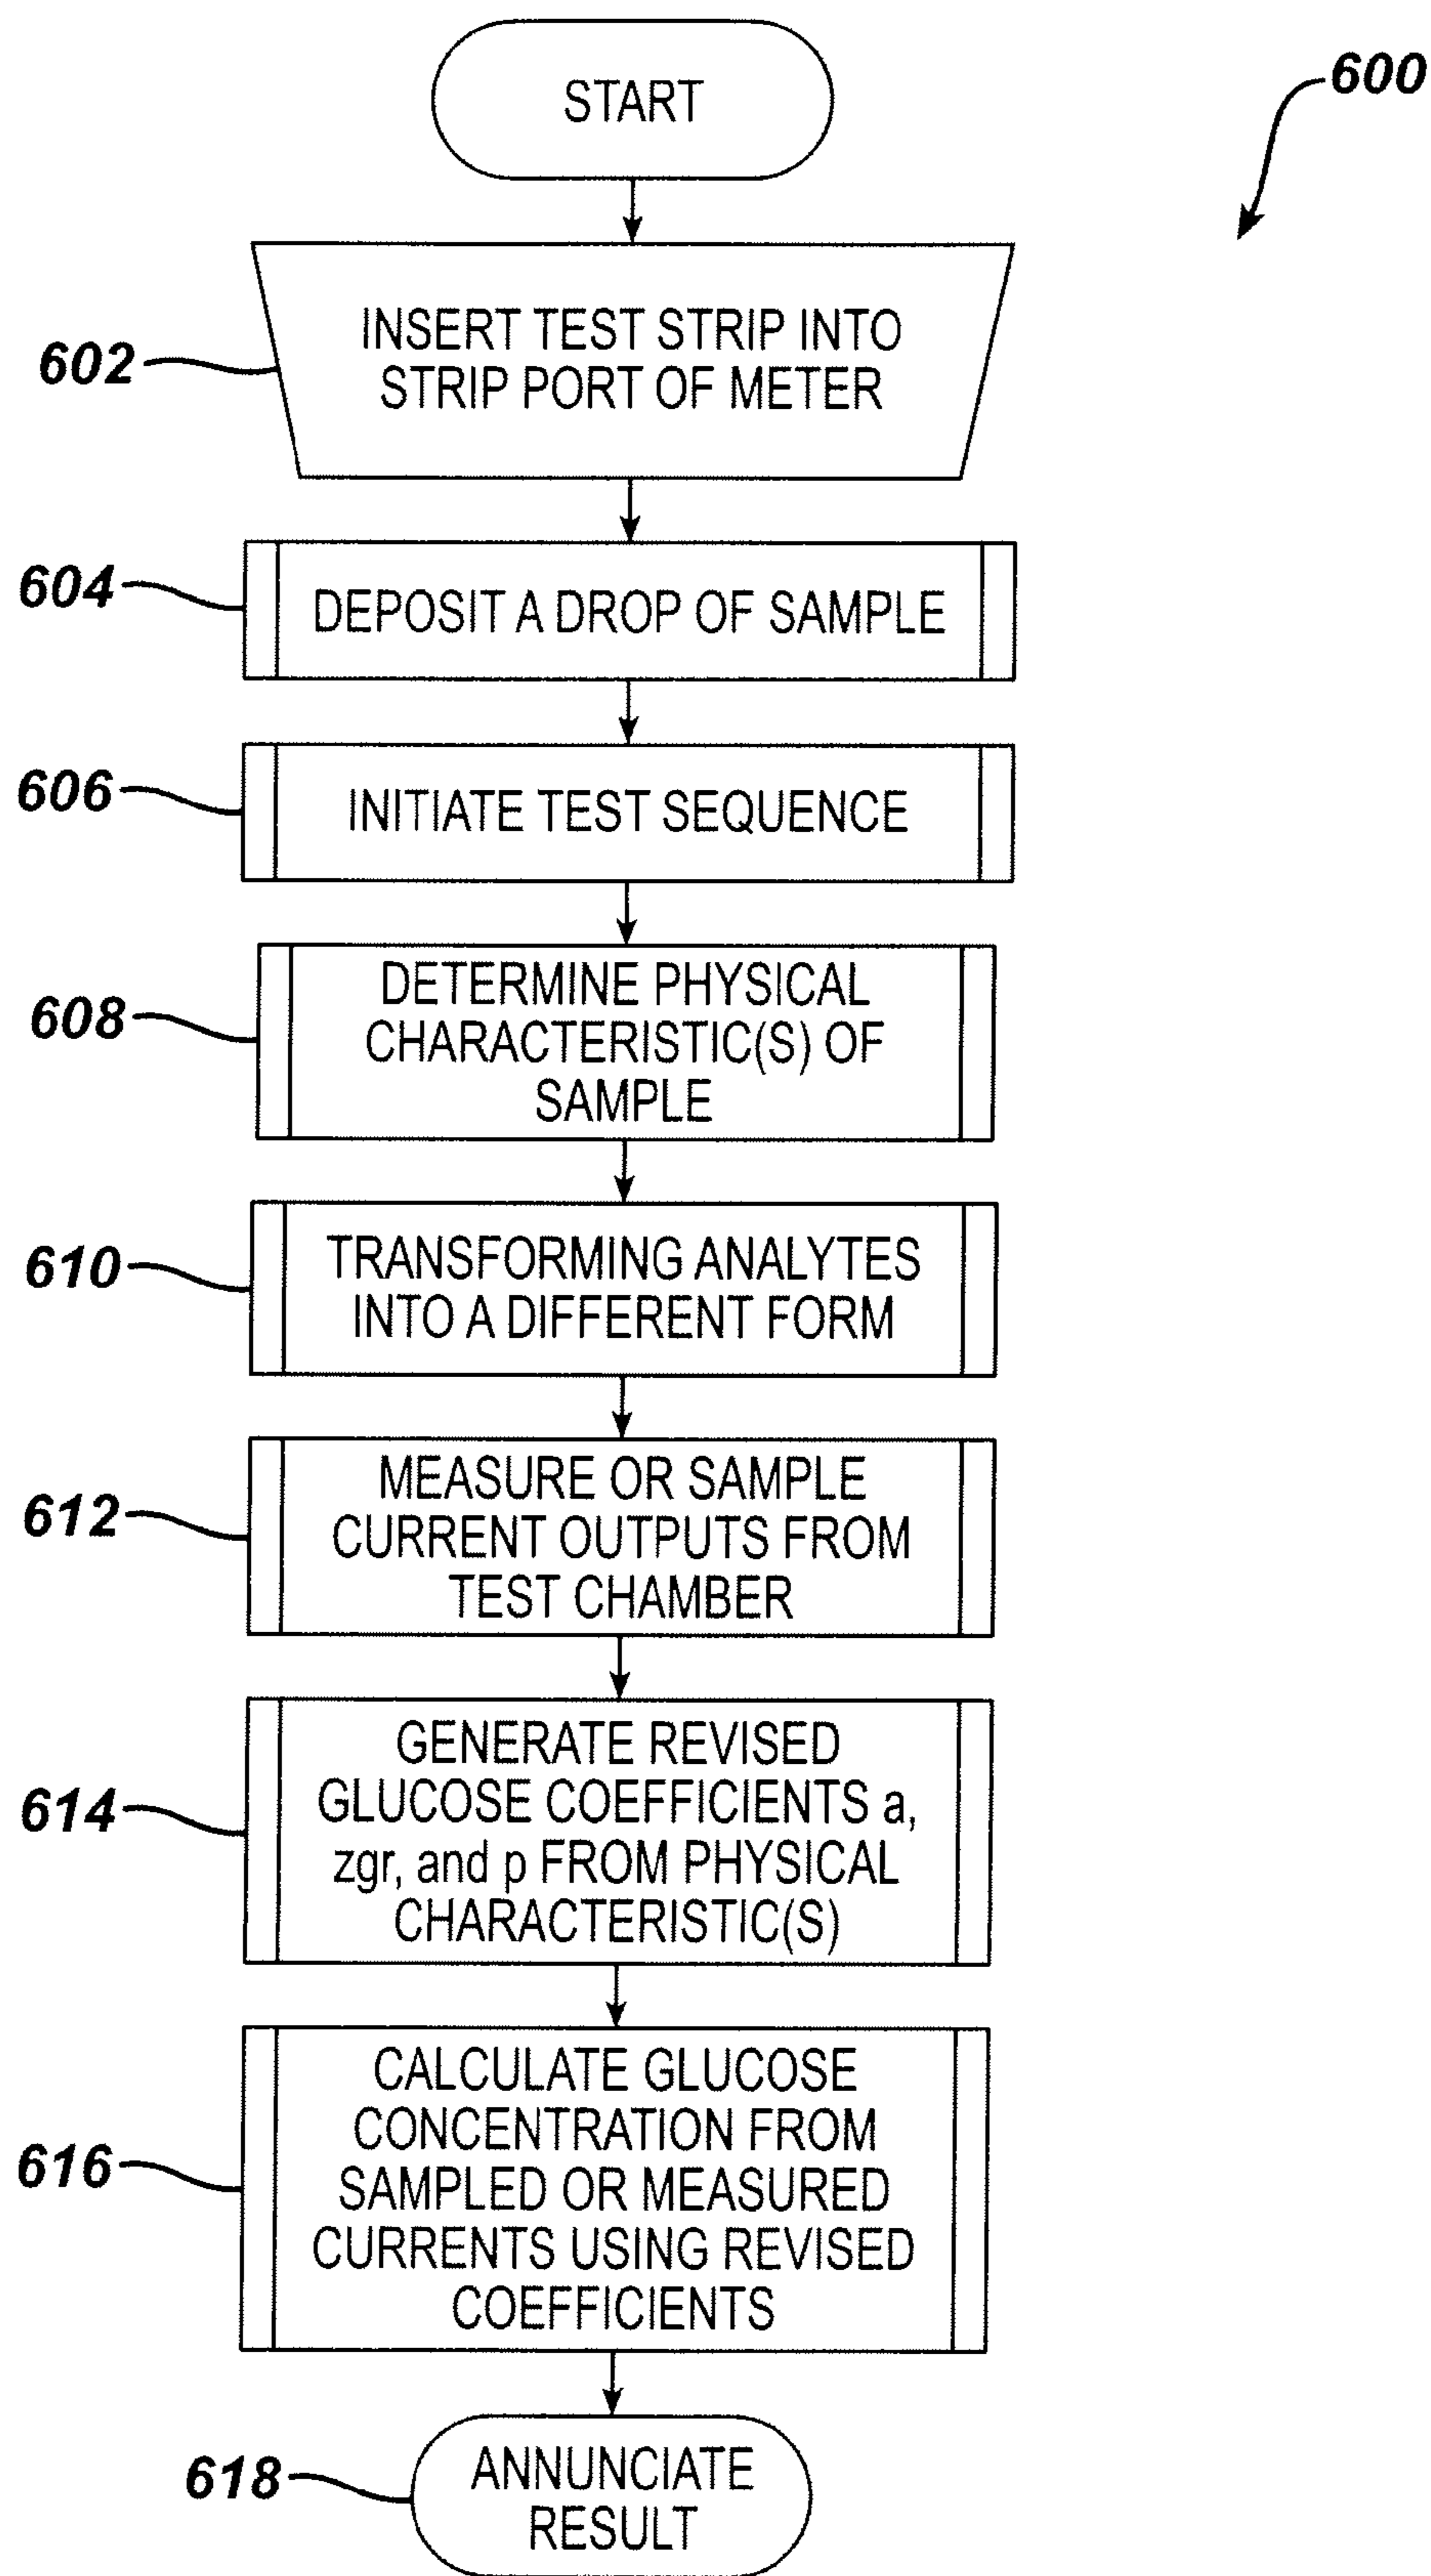 START
600
602
INSERT TEST STRIP INTO
STRIP PORT OF METER
604
DEPOSIT A DROP OF SAMPLE
606
INITIATE TEST SEQUENCE
608
DETERMINE PHYSICAL
CHARACTERISTIC(S) OF
SAMPLE
610
TRANSFORMING ANALYTES
INTO A DIFFERENT FORM
612
MEASURE OR SAMPLE
CURRENT OUTPUTS FROM
TEST CHAMBER
614
GENERATE REVISED
GLUCOSE COEFFICIENTS a,
zgr, and p FROM PHYSICAL
CHARACTERISTIC(S)
616
CALCULATE GLUCOSE
CONCENTRATION FROM
SAMPLED OR MEASURED
CURRENTS USING REVISED
COEFFICIENTS
618
ANNUNCIATE
RESULT